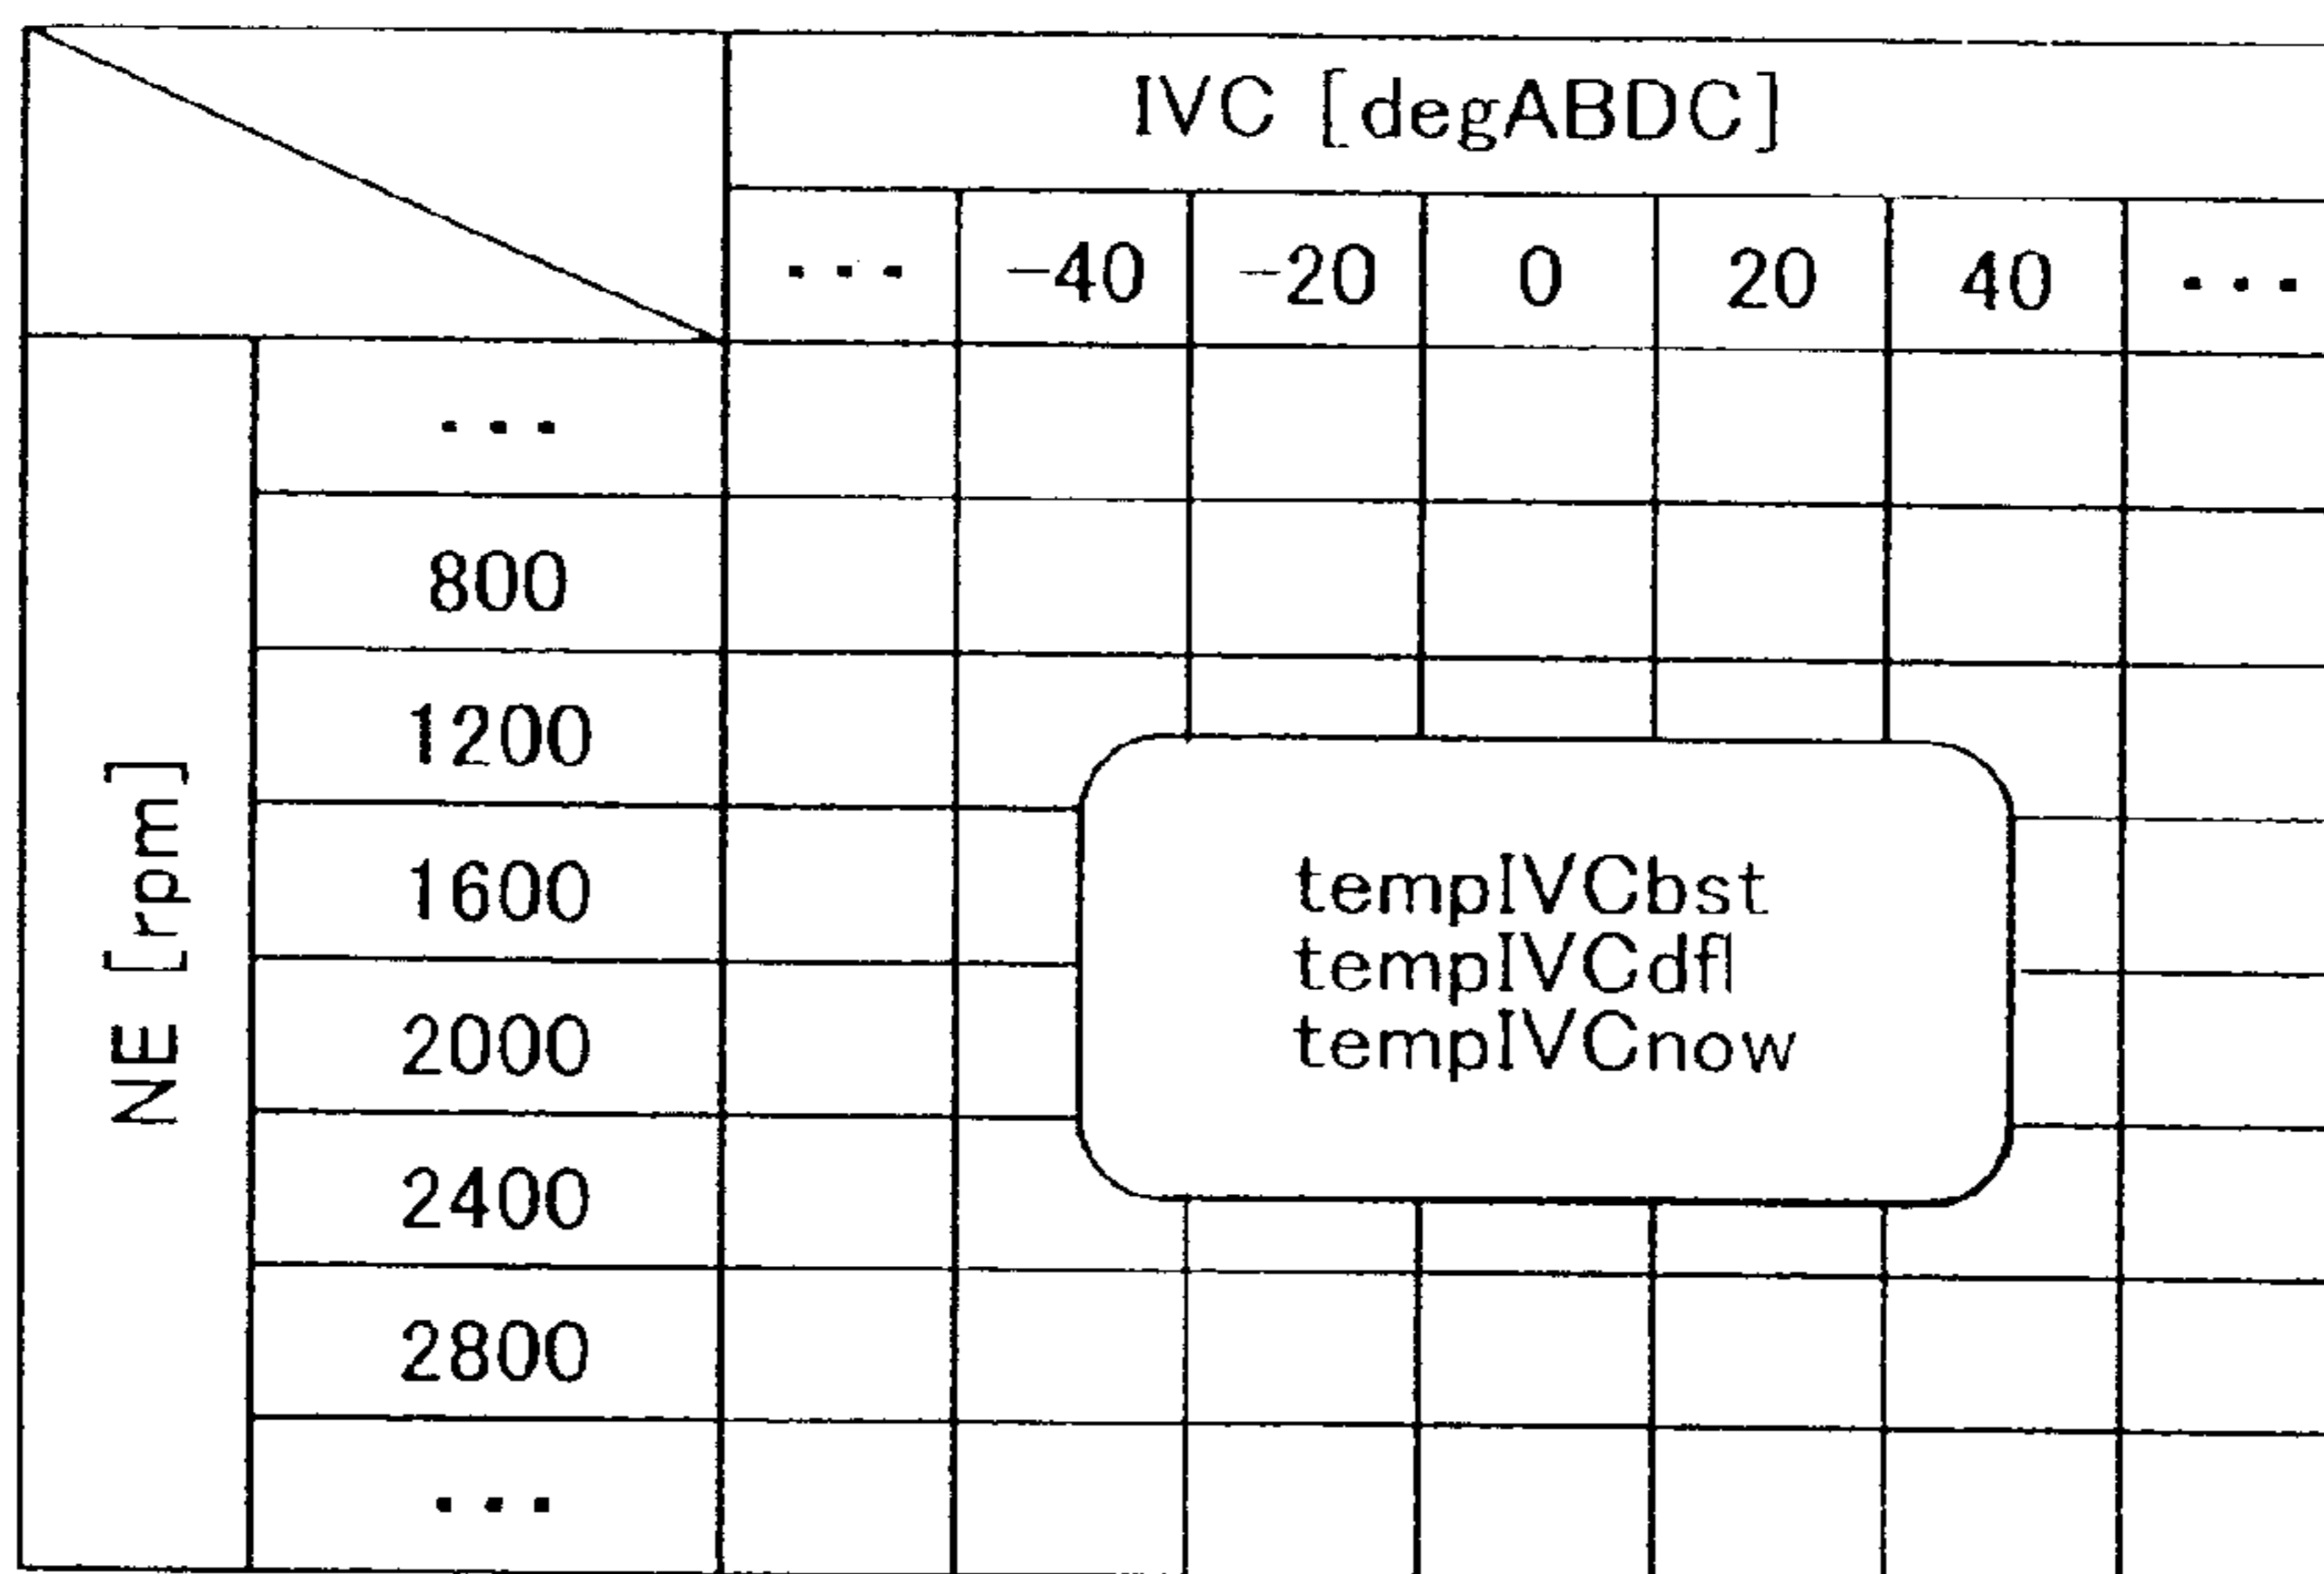 IVC [degABDC]
... -40 -20 0 20 40 ...
NE [rpm]
...
800
1200
1600
2000
2400
2800
...
tempIVCbst
tempIVCdfl
tempIVCnow